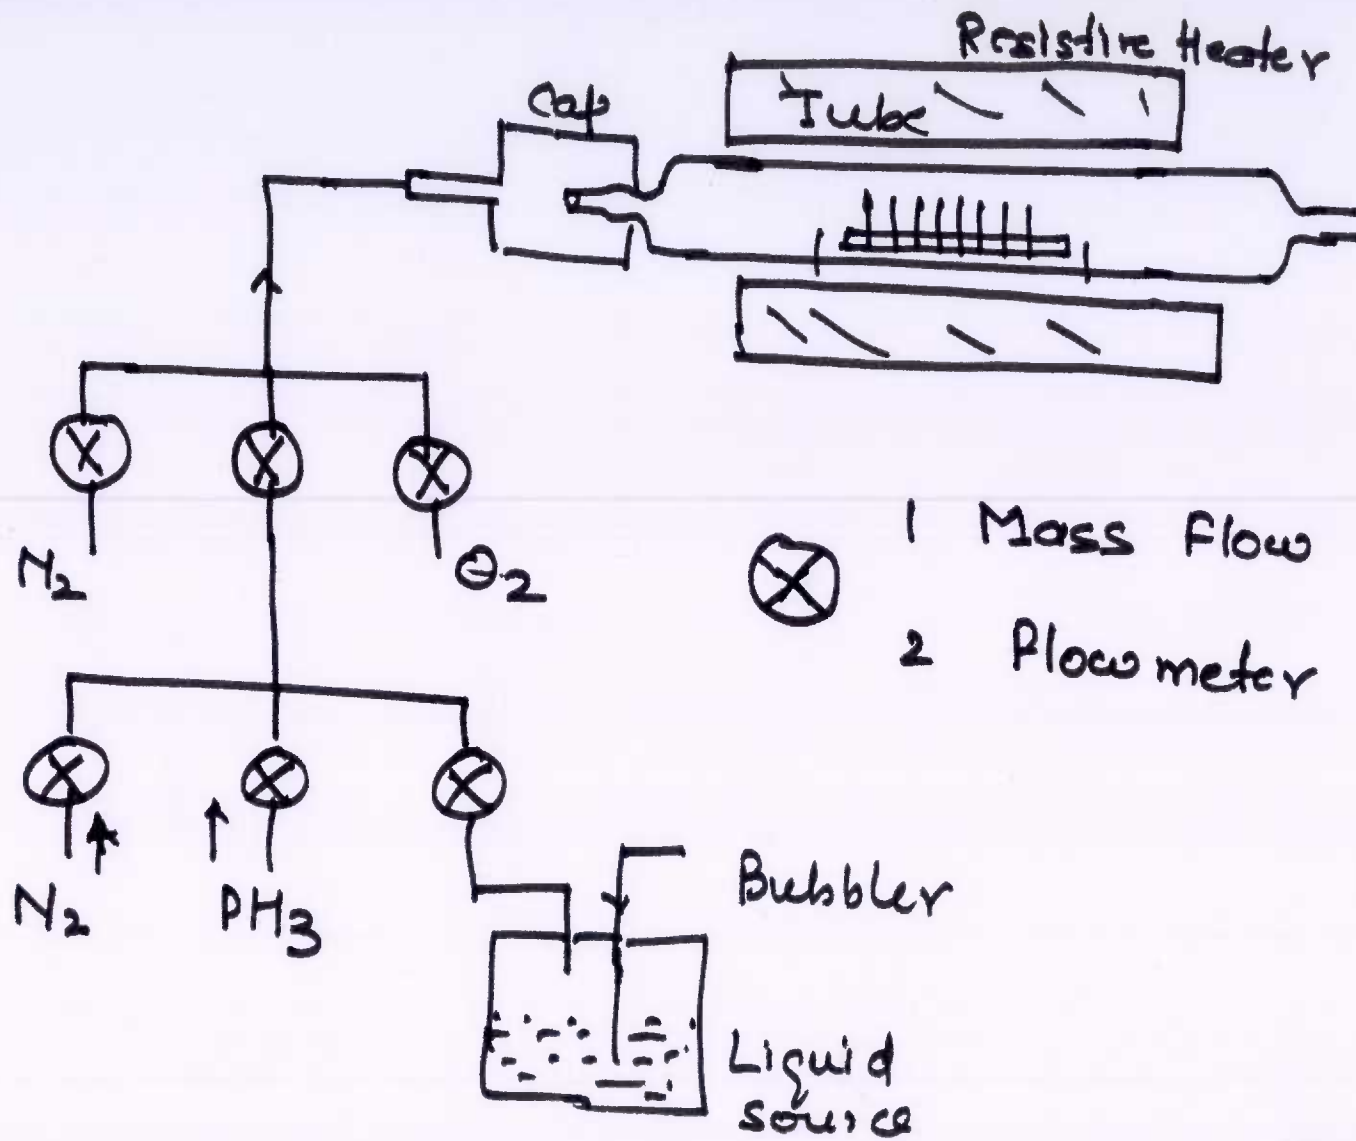 Resistive Heater
Cap
Tube
N2
O2
1 Mass Flow
2 Flowmeter
N2
PH3
Bubbler
Liquid
source